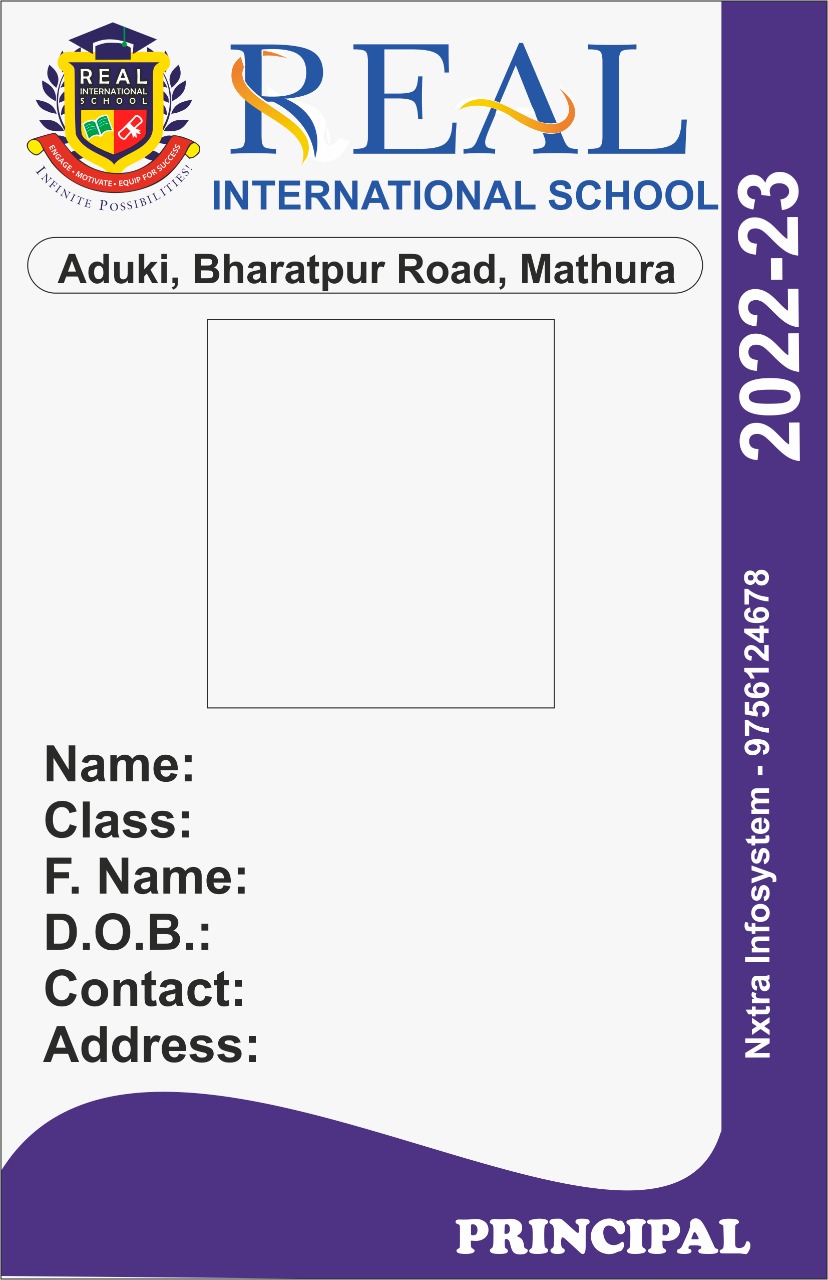 REAL
INTERNATIONAL
SCHOOL
ENGAGE • MOTIVATE • EQUIP FOR SUCCESS
INFINITE POSSIBILITIES!
REAL
INTERNATIONAL SCHOOL
Aduki, Bharatpur Road, Mathura
2022-23
Nxtra Infosystem - 9756124678
Name:
Class:
F. Name:
D.O.B.:
Contact:
Address:
PRINCIPAL